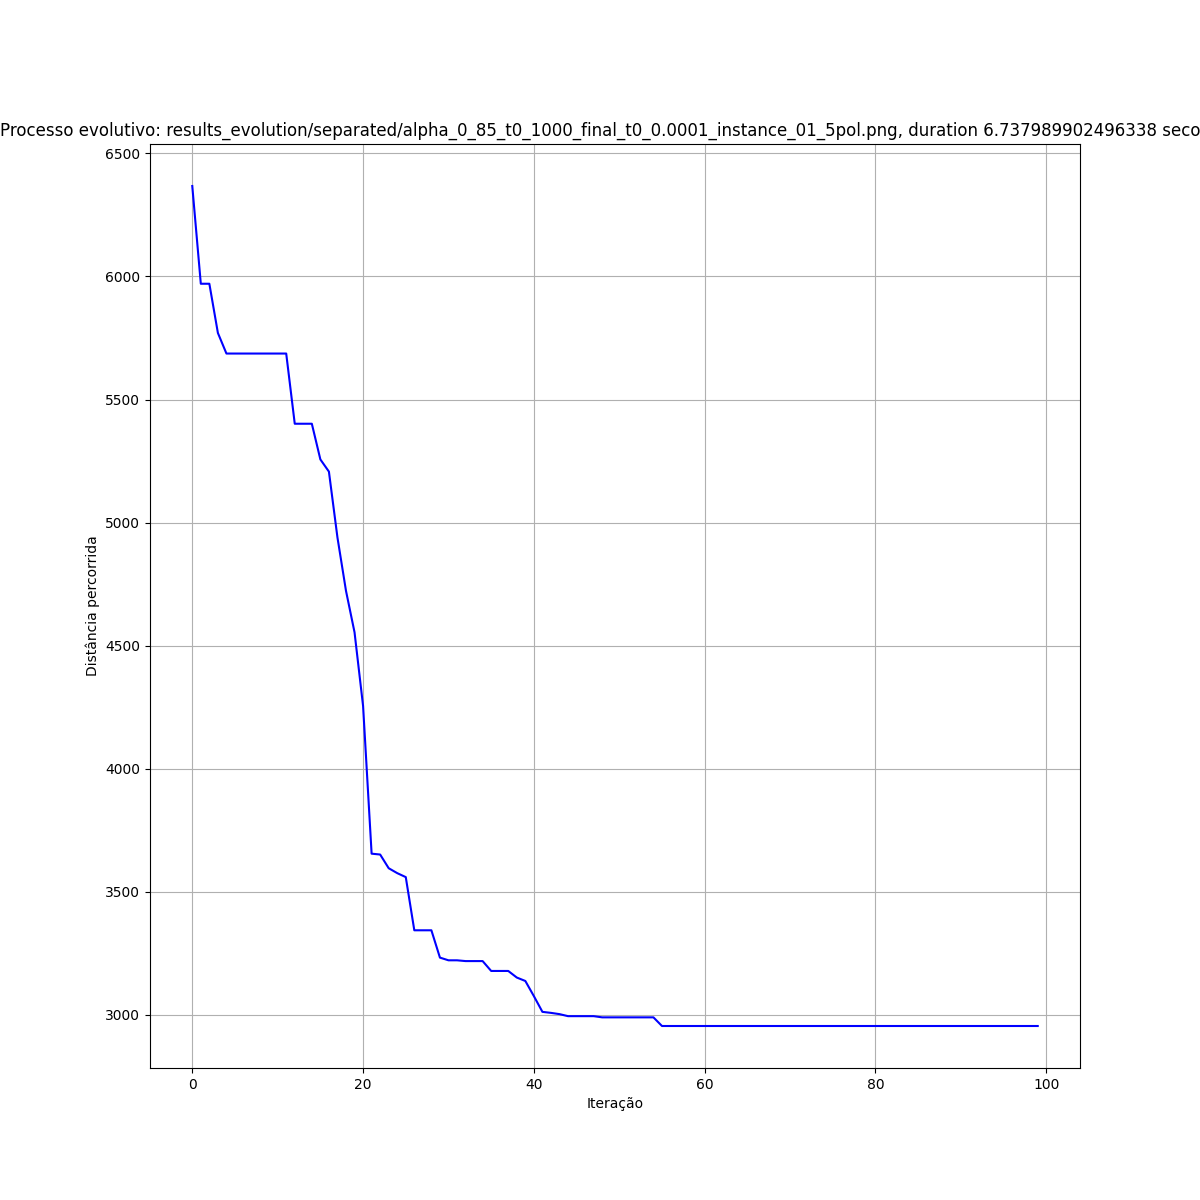 Processo evolutivo: results_evolution/separated/alpha_0_85_t0_1000_final_t0_0.0001_instance_01_5pol.png, duration 6.737989902496338 seco
6500
6000
5500
5000
4500
4000
3500
3000
Distância percorrida
0 20 40 60 80 100
Iteração